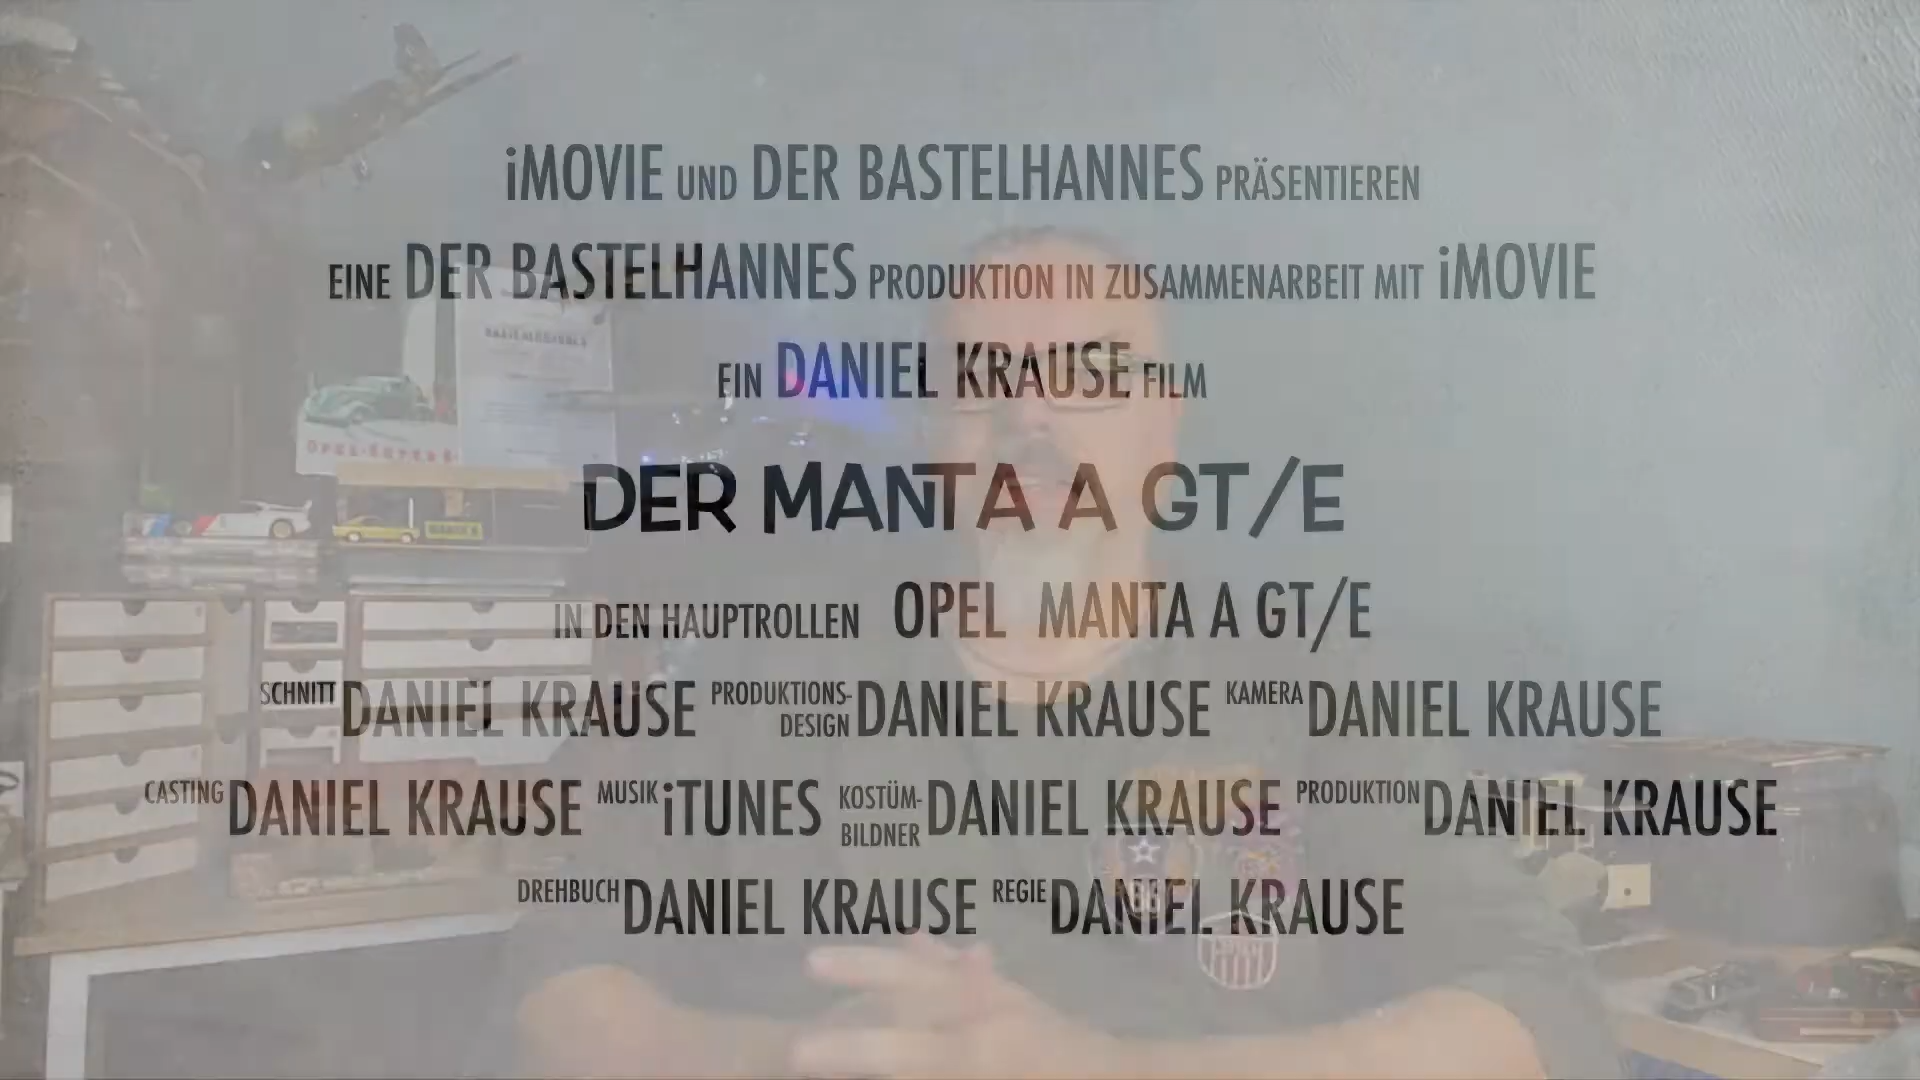 iMOVIE UND DER BASTELHANNES PRÄSENTIEREN
EINE DER BASTELHANNES PRODUKTION IN ZUSAMMENARBEIT MIT iMOVIE
EIN DANIEL KRAUSE FILM
DER MANTA A GT/E
IN DEN HAUPTROLLEN OPEL MANTA A GT/E
SCHNITT DANIEL KRAUSE PRODUKTIONS-DESIGN DANIEL KRAUSE KAMERA DANIEL KRAUSE
CASTING DANIEL KRAUSE MUSIK iTUNES KOSTÜM-BILDNER DANIEL KRAUSE PRODUKTION DANIEL KRAUSE
DREHBUCH DANIEL KRAUSE REGIE DANIEL KRAUSE